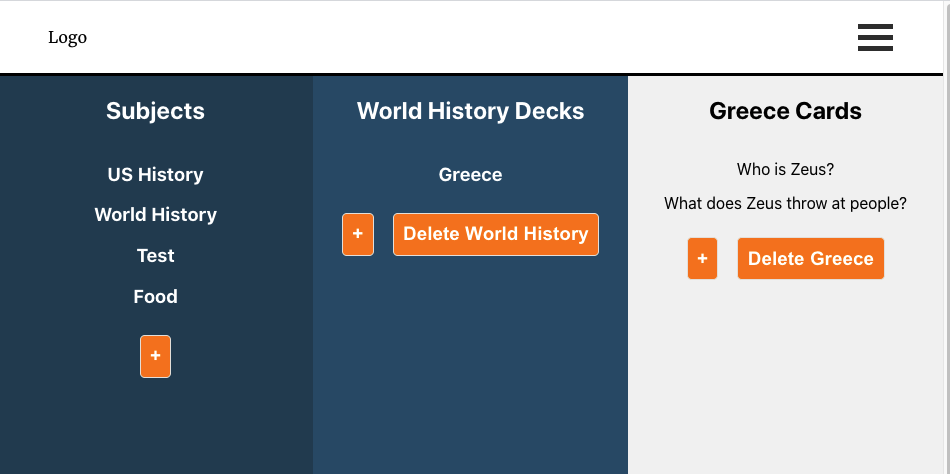 Logo
Subjects
US History
World History
Test
Food
+
World History Decks
Greece
+ Delete World History
Greece Cards
Who is Zeus?
What does Zeus throw at people?
+ Delete Greece